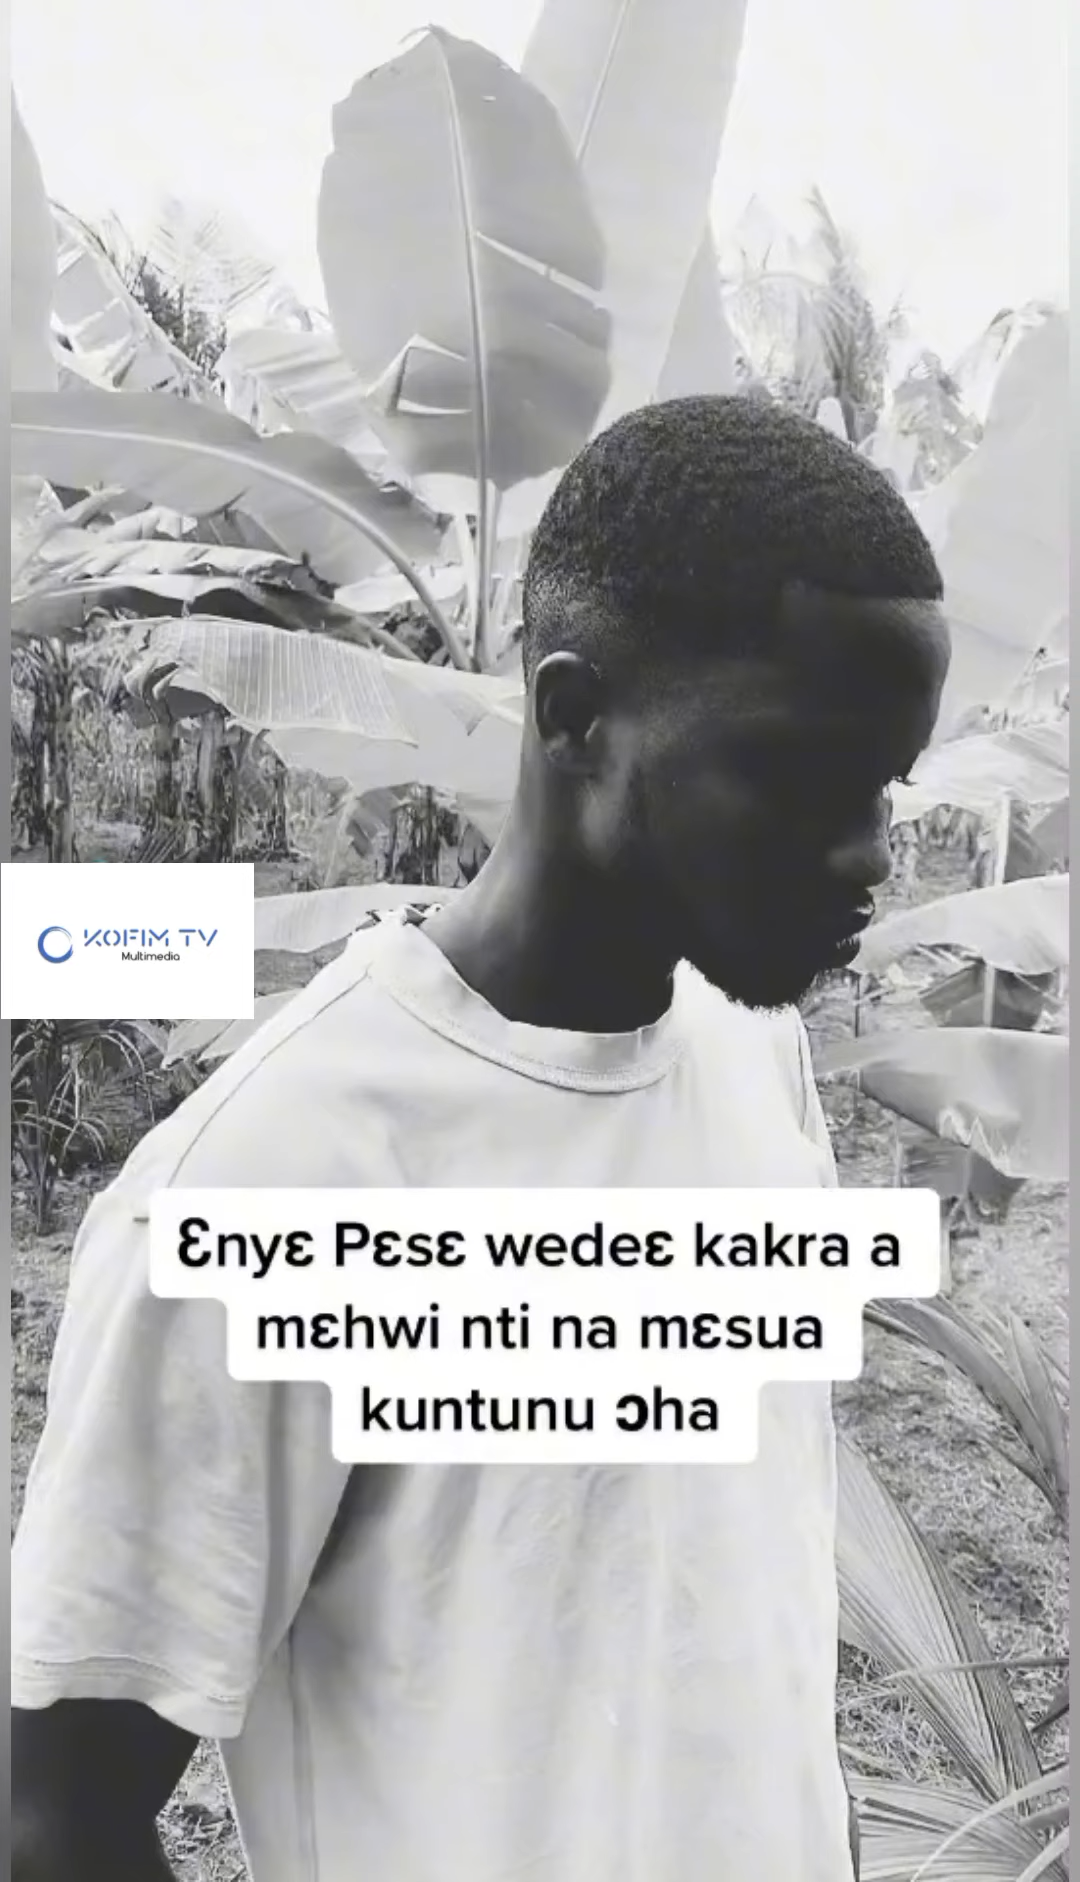 KOFIM TV
Multimedia
Ɛnyɛ Pɛsɛ wedeɛ kakra a
mɛhwi nti na mɛsua
kuntunu ɔha